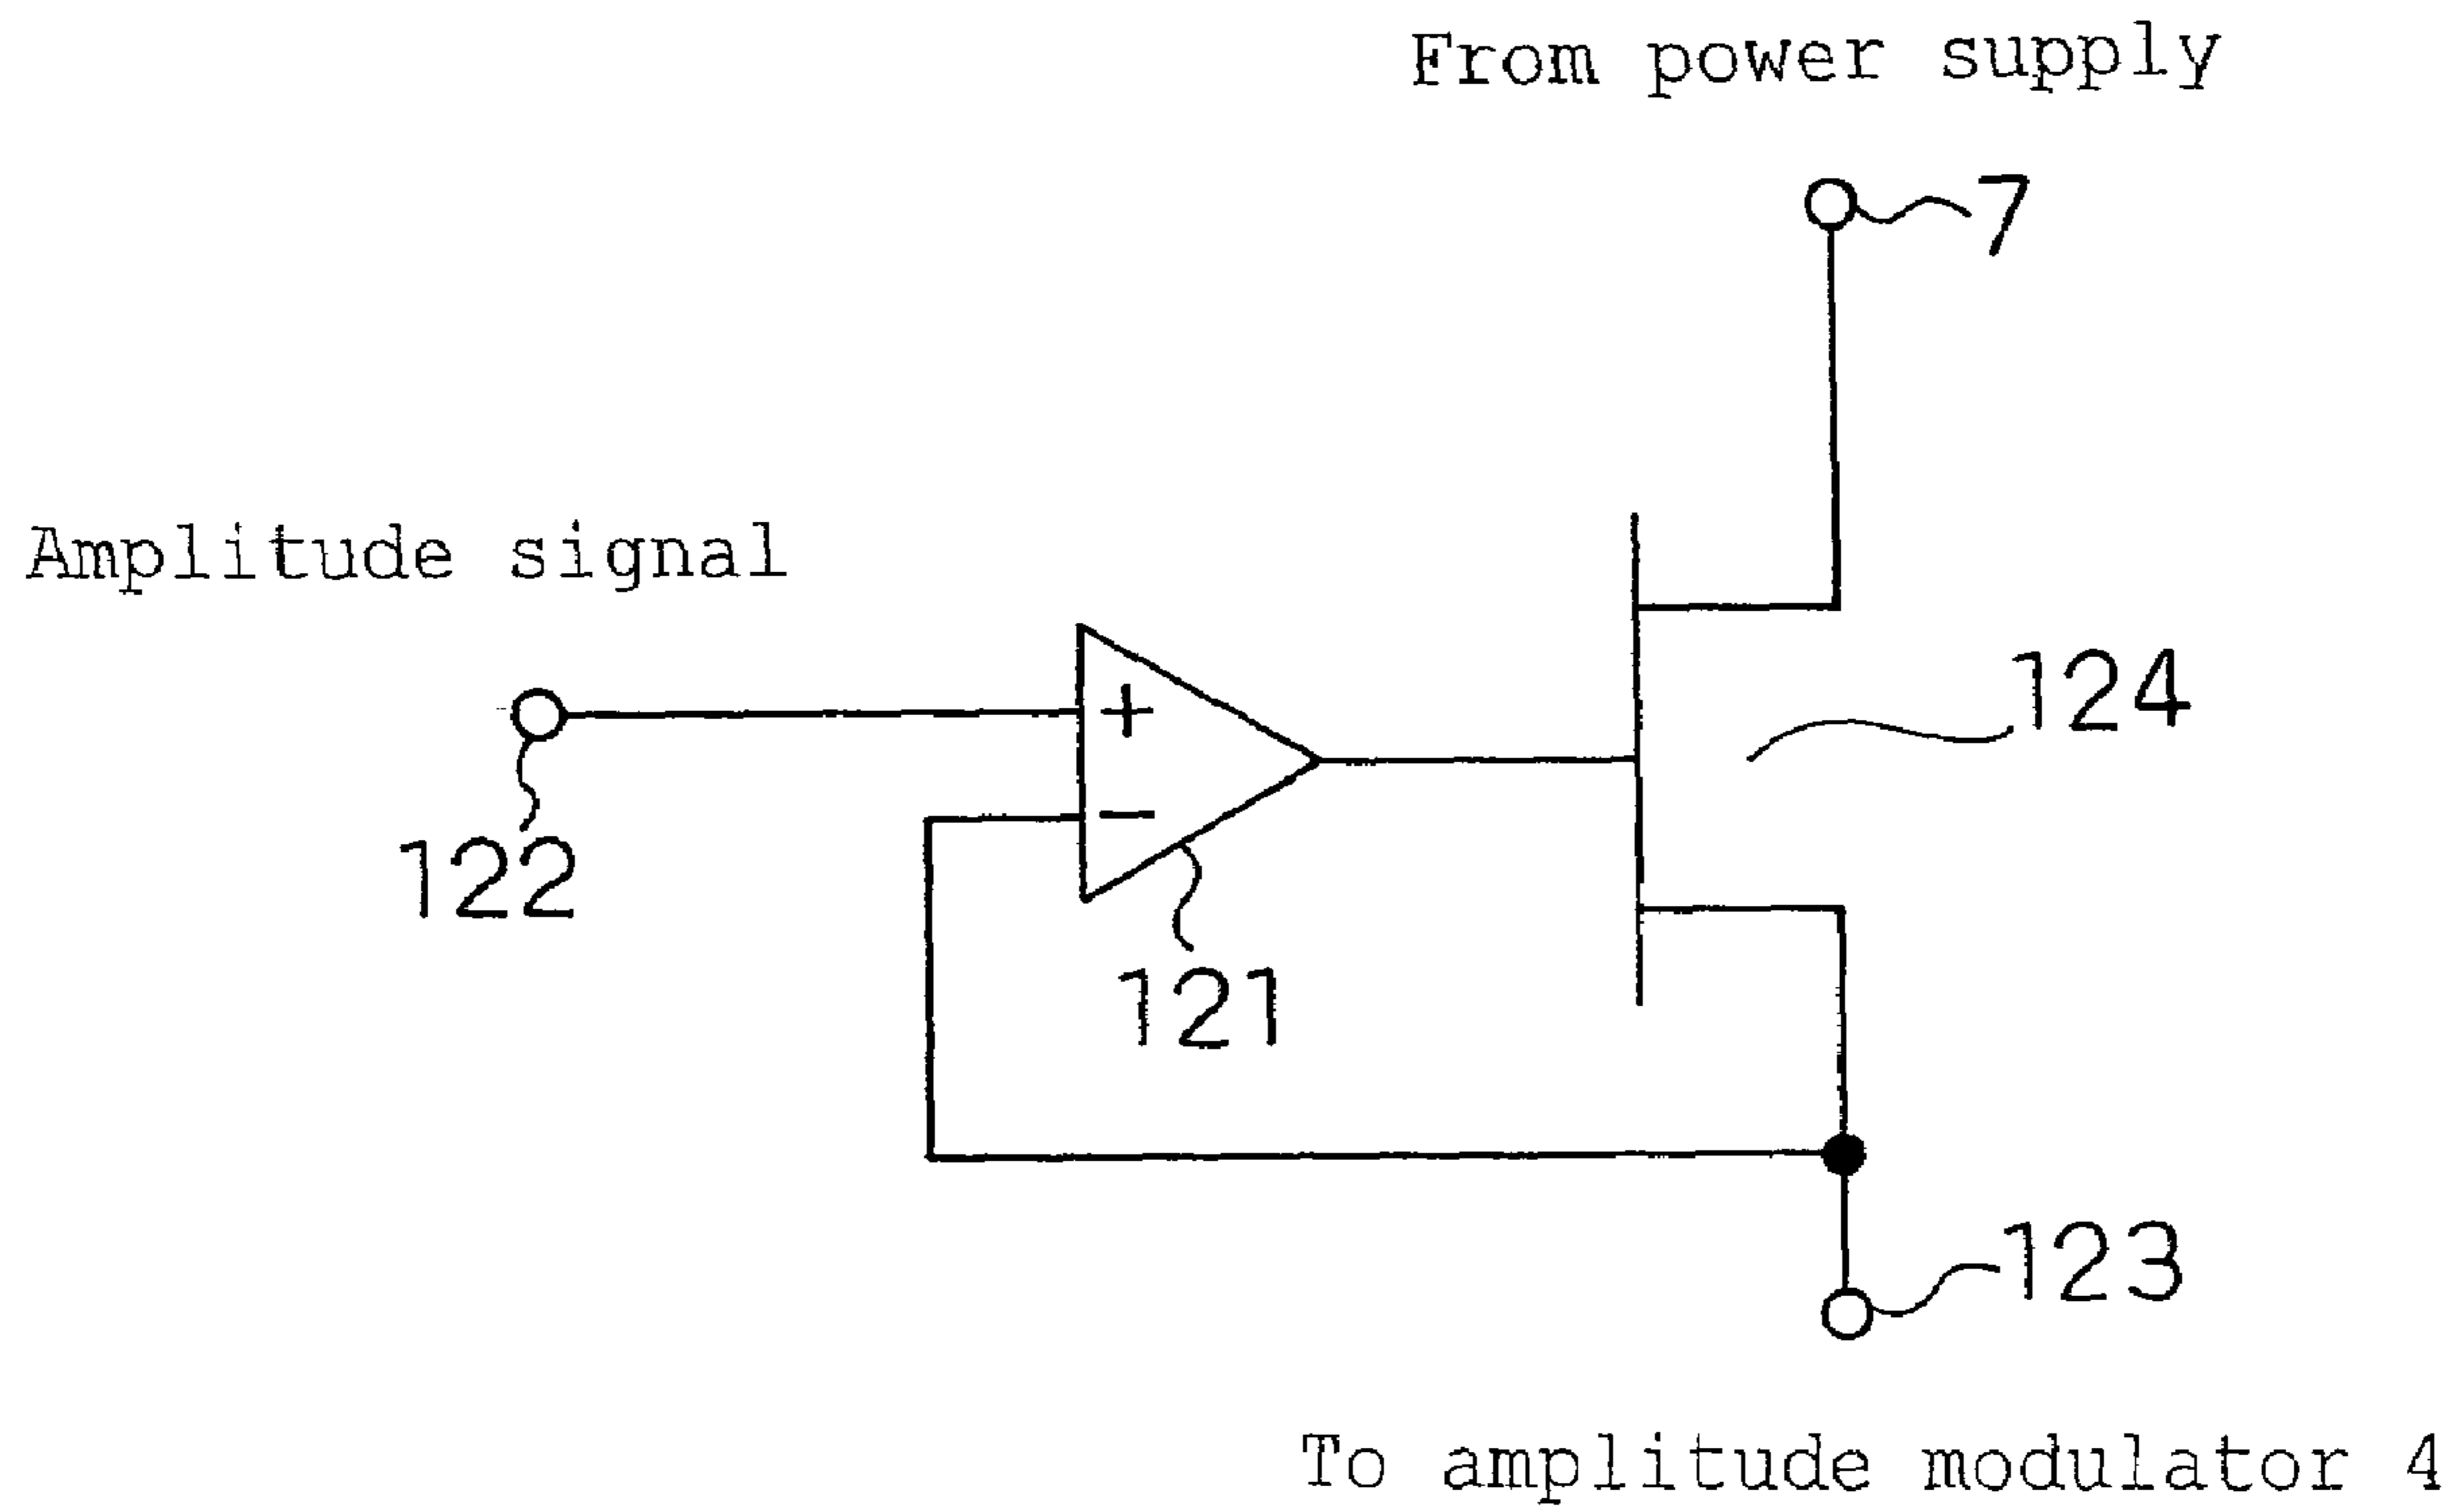 From power supply
7
Amplitude signal
124
+
−
122
121
123
To amplitude modulator 4